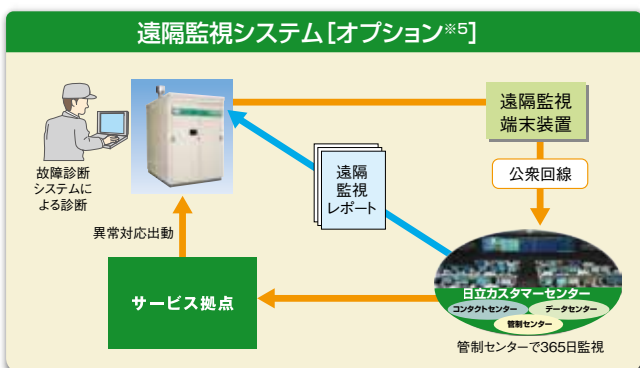 遠隔監視システム[オプション※5]
遠隔監視
端末装置
公衆回線
故障診断
システムに
よる診断
遠隔
監視
レポート
異常対応出動
サービス拠点
日立カスタマーセンター
コンタクトセンター
データセンター
管制センター
管制センターで365日監視